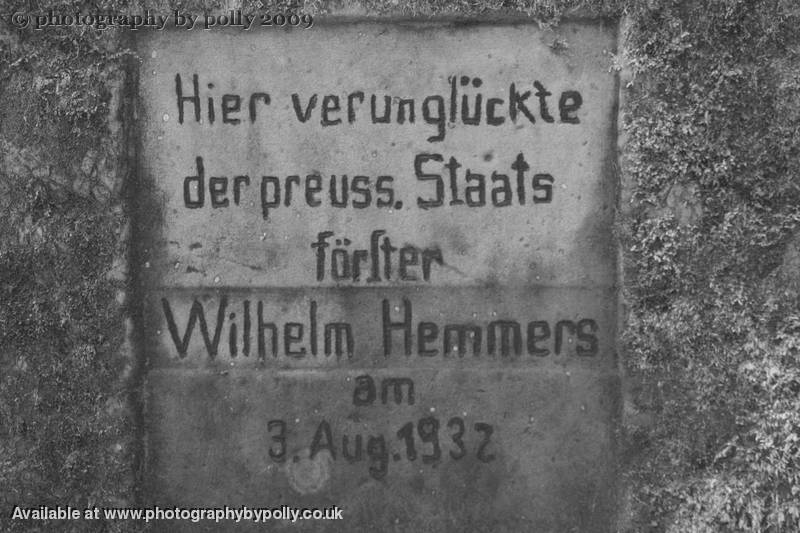 © photography by polly 2009
Hier verunglückte
der preuss. Staats
förſter
Wilhelm Hemmers
am
3. Aug. 1932
Available at www.photographybypolly.co.uk